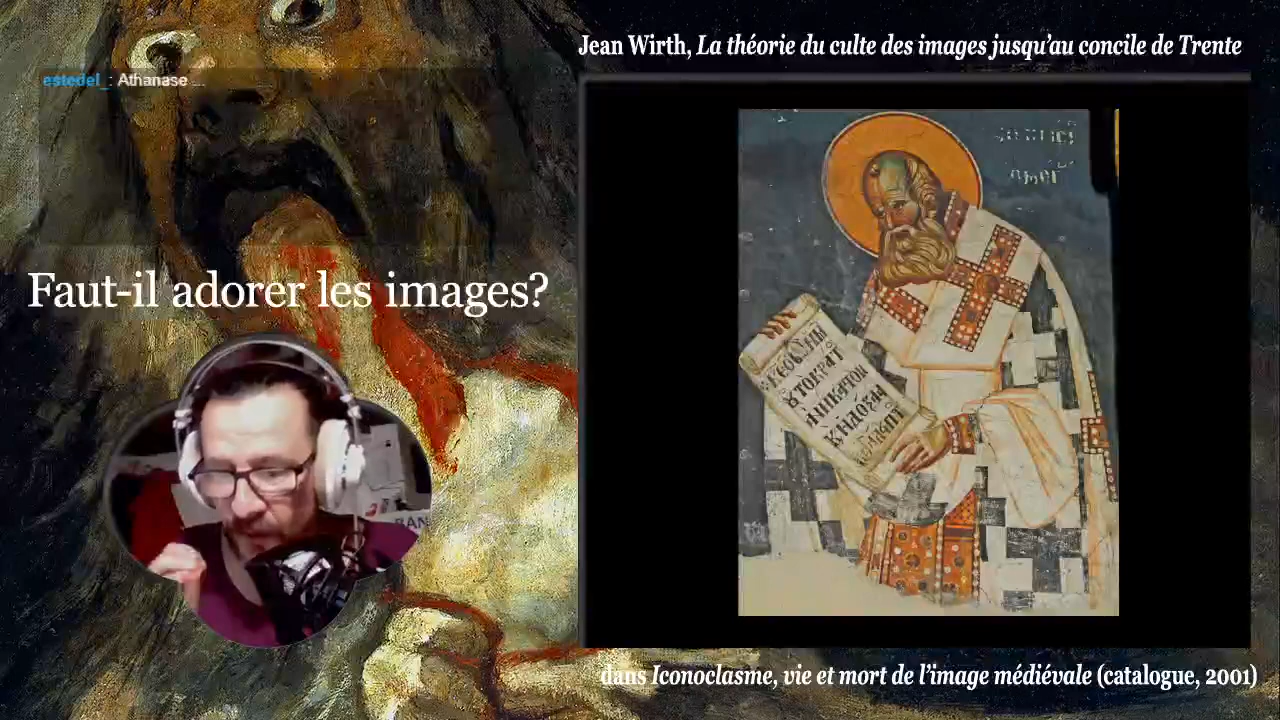 Jean Wirth, La théorie du culte des images jusqu'au concile de Trente
estedel_: Athanase ...
Faut-il adorer les images?
BAN
dans Iconoclasme, vie et mort de l'image médiévale (catalogue, 2001)